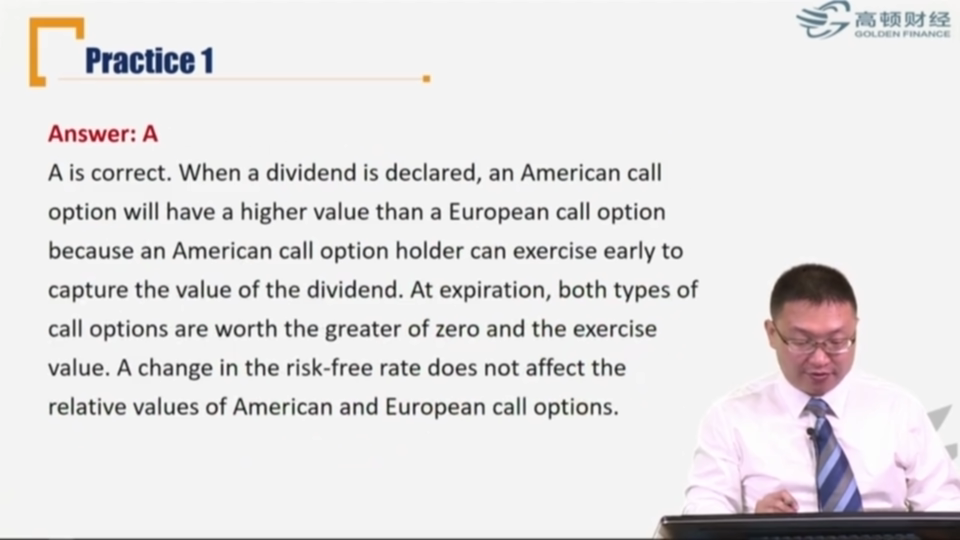 高顿财经
GOLDEN FINANCE
Practice 1
Answer: A
A is correct. When a dividend is declared, an American call
option will have a higher value than a European call option
because an American call option holder can exercise early to
capture the value of the dividend. At expiration, both types of
call options are worth the greater of zero and the exercise
value. A change in the risk-free rate does not affect the
relative values of American and European call options.